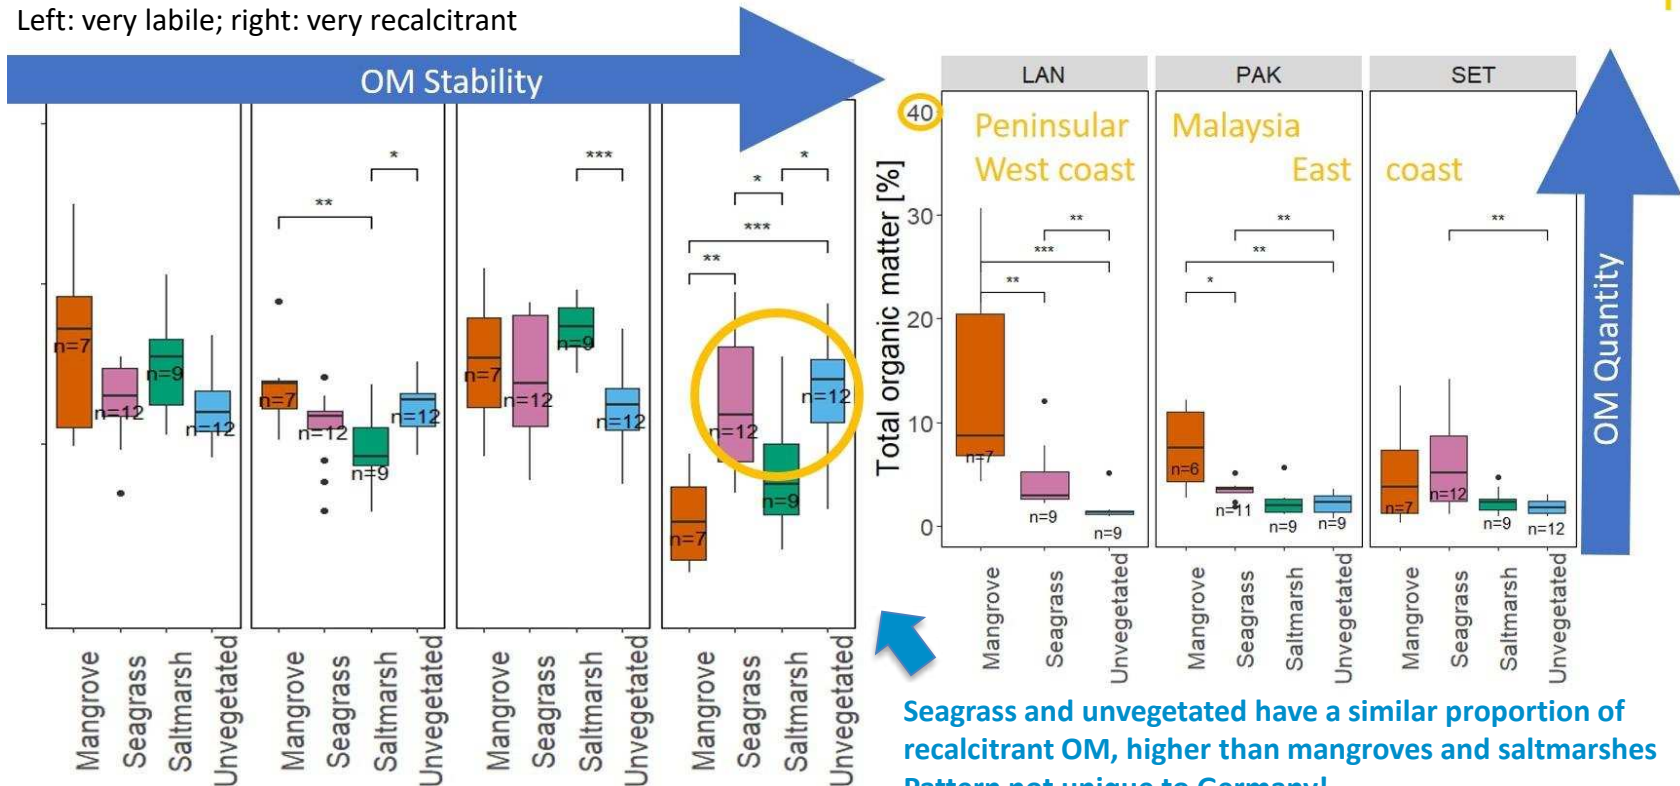 Left: very labile; right: very recalcitrant
OM Stability
*
**
***
*
*
***
**
n=7
n=12
n=9
n=12
n=7
n=12
n=9
n=12
n=7
n=12
n=9
n=12
n=7
n=12
n=9
n=12
Mangrove
Seagrass
Saltmarsh
Unvegetated
Mangrove
Seagrass
Saltmarsh
Unvegetated
Mangrove
Seagrass
Saltmarsh
Unvegetated
Mangrove
Seagrass
Saltmarsh
Unvegetated
LAN
PAK
SET
Peninsular Malaysia
West coast
East coast
Total organic matter [%]
40
30
20
10
0
**
***
**
**
**
*
**
n=7
n=9
n=9
n=6
n=11
n=9
n=9
n=7
n=12
n=9
n=12
Mangrove
Seagrass
Unvegetated
Mangrove
Seagrass
Saltmarsh
Unvegetated
Mangrove
Seagrass
Saltmarsh
Unvegetated
OM Quantity
Seagrass and unvegetated have a similar proportion of
recalcitrant OM, higher than mangroves and saltmarshes
Pattern not unique to Germany!